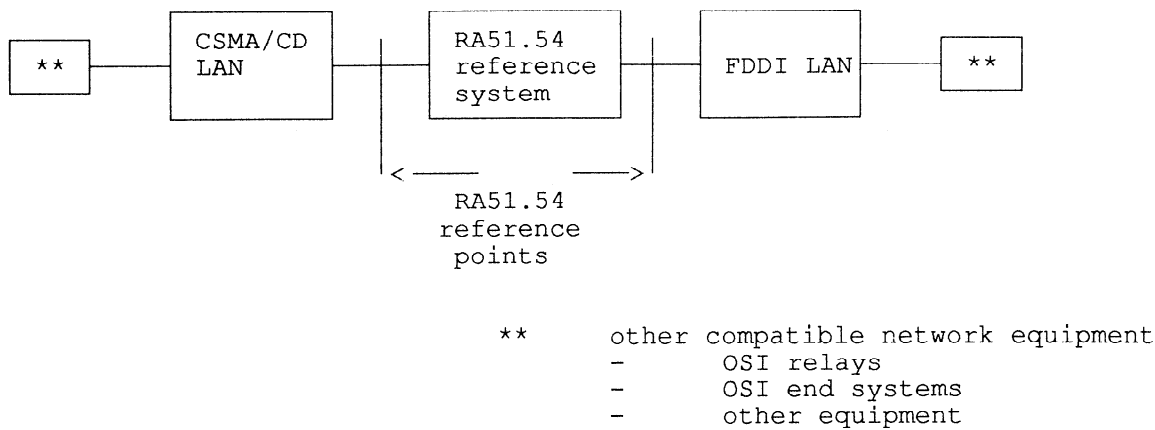 **
CSMA/CD
LAN
RA51.54
reference
system
FDDI LAN
**
RA51.54
reference
points
** other compatible network equipment
- OSI relays
- OSI end systems
- other equipment